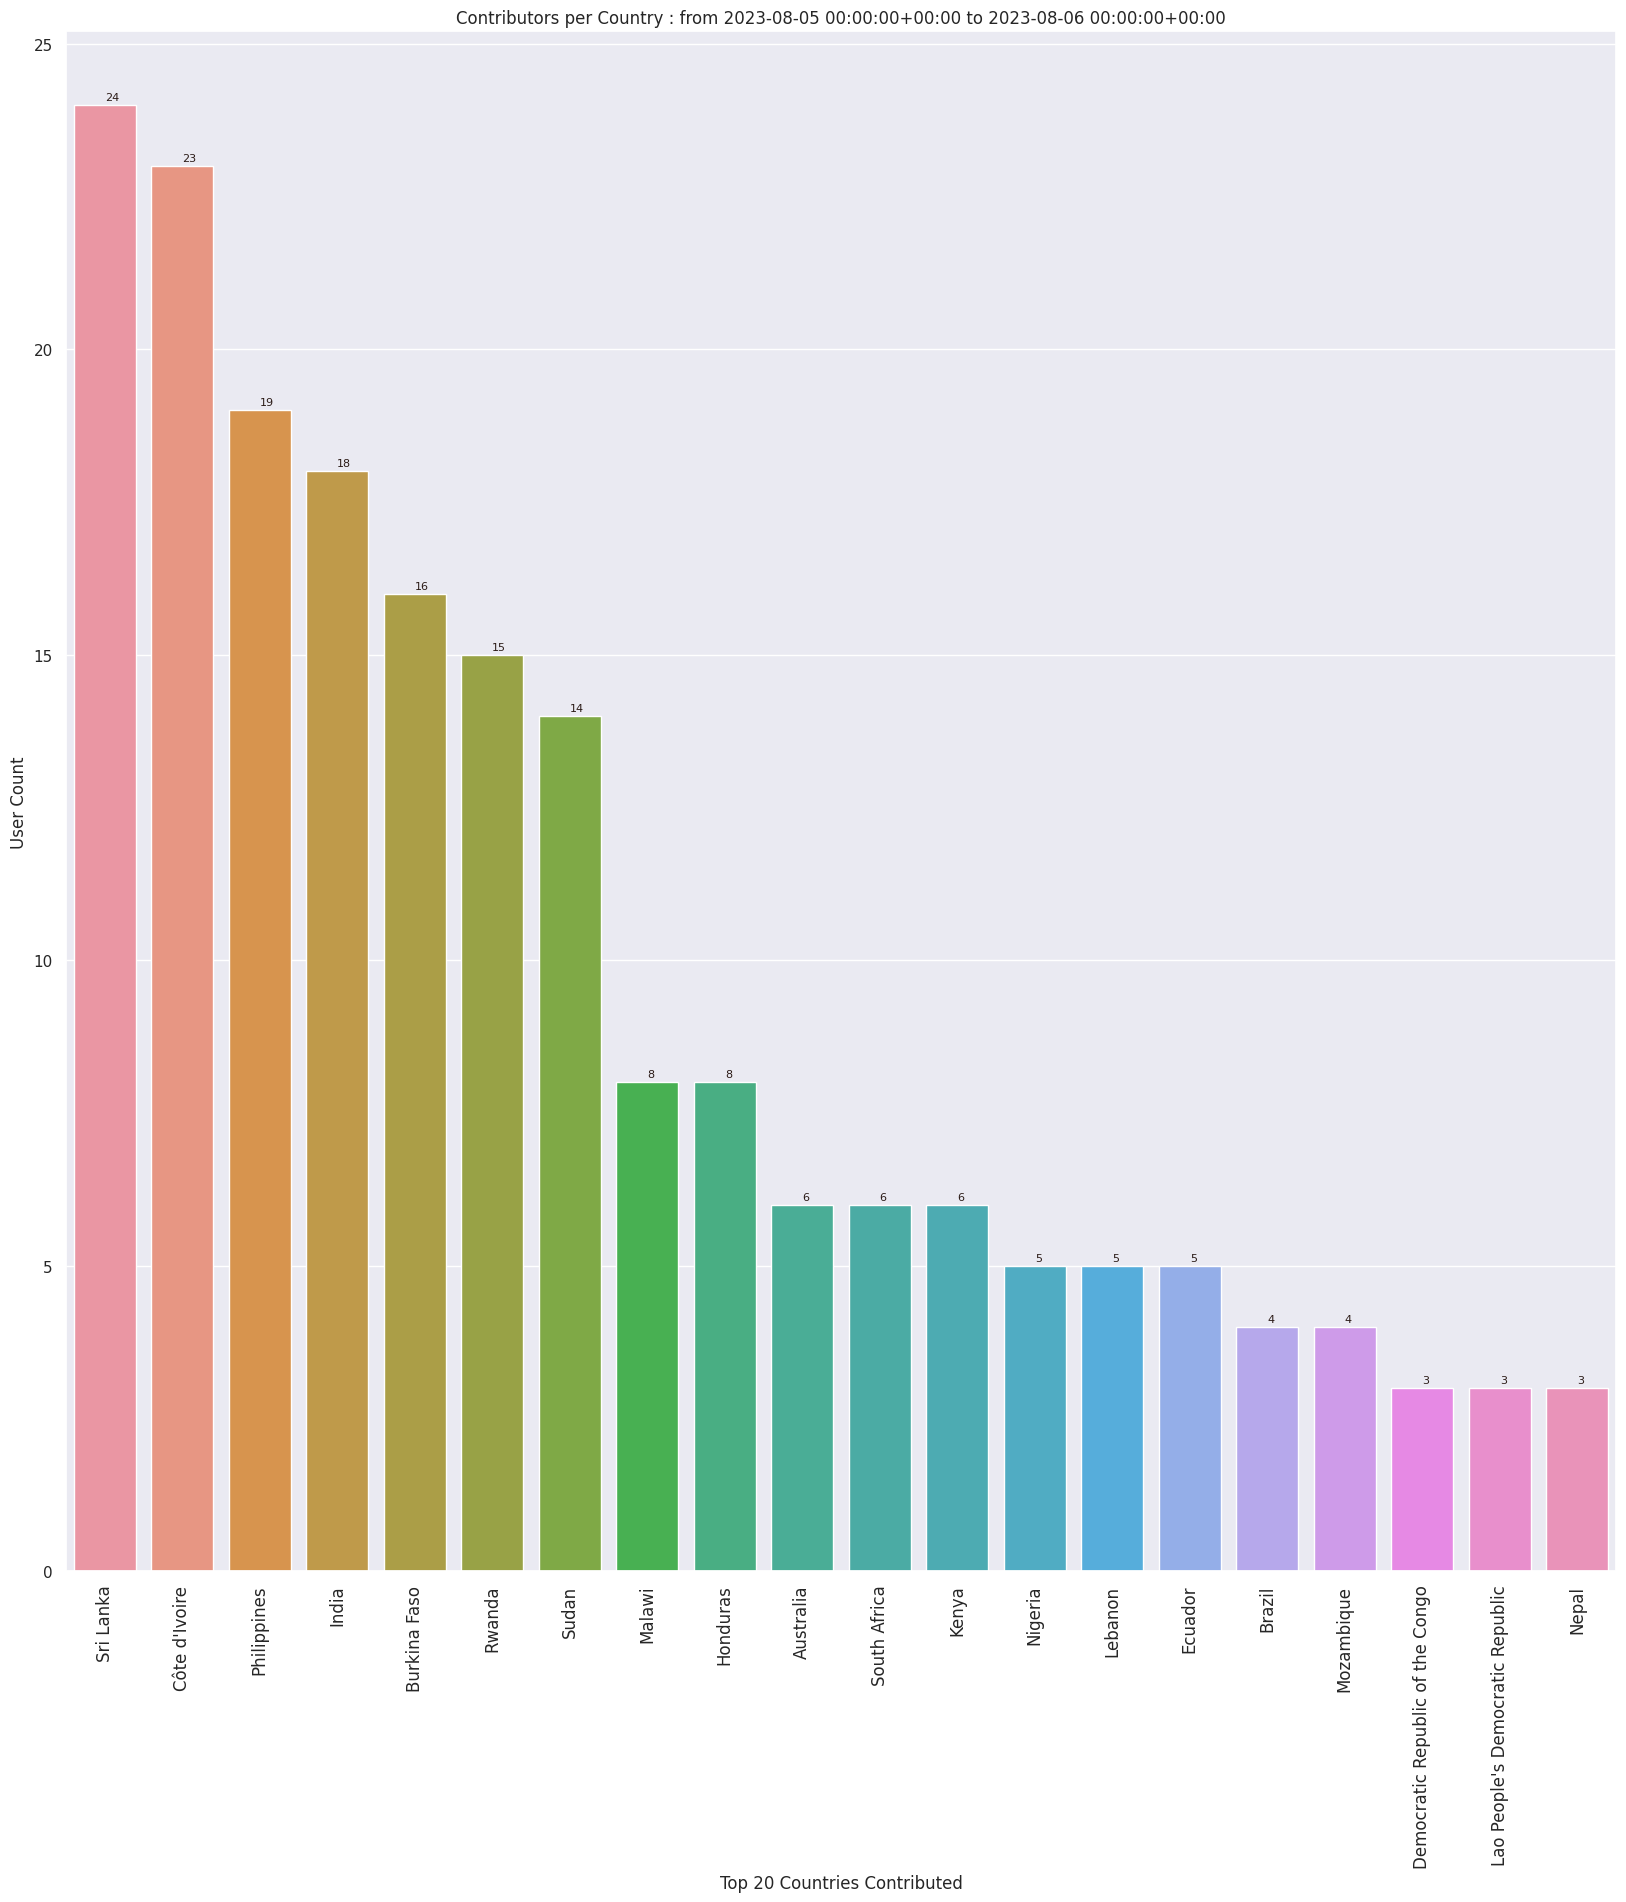 Contributors per Country : from 2023-08-05 00:00:00+00:00 to 2023-08-06 00:00:00+00:00
User Count
25
20
15
10
5
0
24
23
19
18
16
15
14
8
8
6
6
6
5
5
5
4
4
3
3
3
Sri Lanka
Côte d'Ivoire
Philippines
India
Burkina Faso
Rwanda
Sudan
Malawi
Honduras
Australia
South Africa
Kenya
Nigeria
Lebanon
Ecuador
Brazil
Mozambique
Democratic Republic of the Congo
Lao People's Democratic Republic
Nepal
Top 20 Countries Contributed